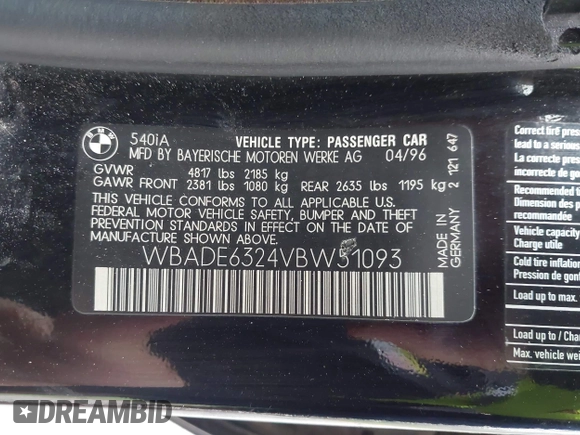 BMW
540iA VEHICLE TYPE: PASSENGER CAR
MFD BY BAYERISCHE MOTOREN WERKE AG 04/96
GVWR 4817 lbs 2185 kg
GAWR FRONT 2381 lbs 1080 kg REAR 2635 lbs 1195 kg
THIS VEHICLE CONFORMS TO ALL APPLICABLE U.S.
FEDERAL MOTOR VEHICLE SAFETY, BUMPER AND THEFT
PREVENTION STANDARDS IN EFFECT ON THE DATE OF
MANUFACTURE SHOWN ABOVE.
WBADE6324VBW51093
MADE IN
GERMANY
2 121 647
Correct tire infl
lead to a serious
La correcte pre
incorrecte de gon
Recommended t
Dimension des p
recommandée
Vehicle capacity
Charge utile
Cold tire inflation
Pression de gonf
Load up to max.
Load up to / Char
Max. vehicle wei
DREAMBID